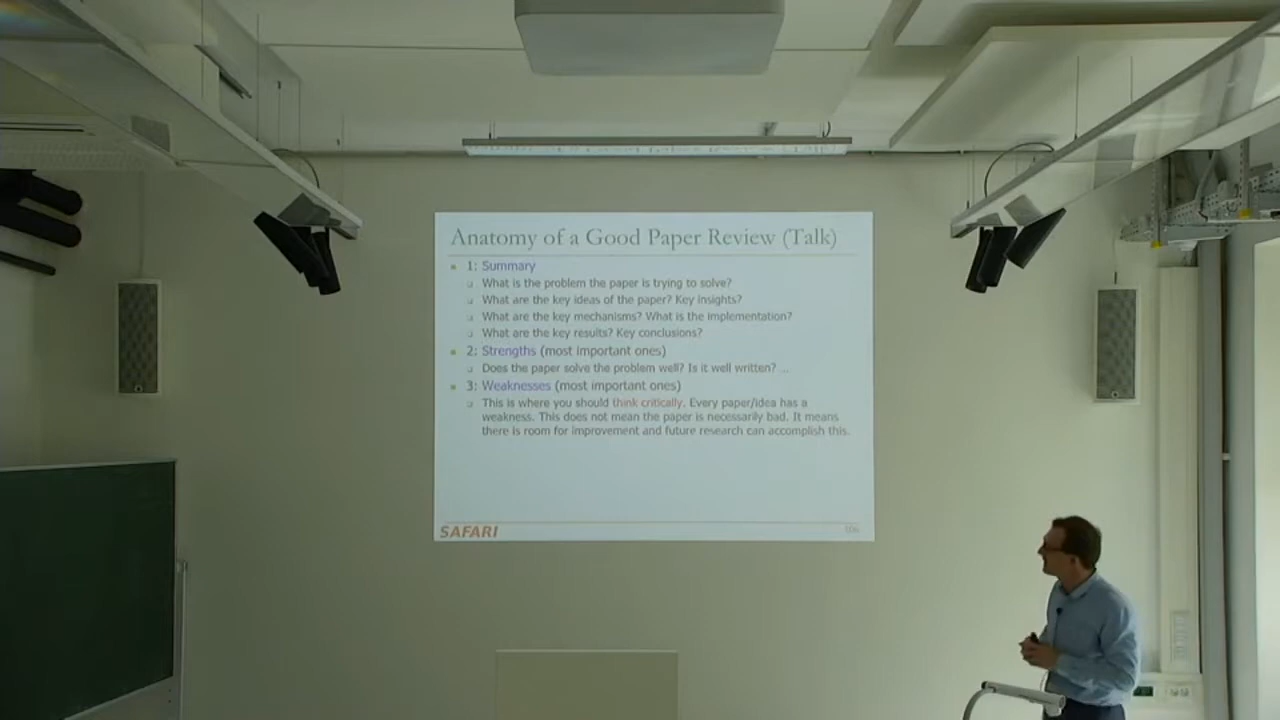 Anatomy of a Good Paper Review (Talk)
1: Summary
What is the problem the paper is trying to solve?
What are the key ideas of the paper? Key insights?
What are the key mechanisms? What is the implementation?
What are the key results? Key conclusions?
2: Strengths (most important ones)
Does the paper solve the problem well? Is it well written? ...
3: Weaknesses (most important ones)
This is where you should think critically. Every paper/idea has a
weakness. This does not mean the paper is necessarily bad. It means
there is room for improvement and future research can accomplish this.
SAFARI